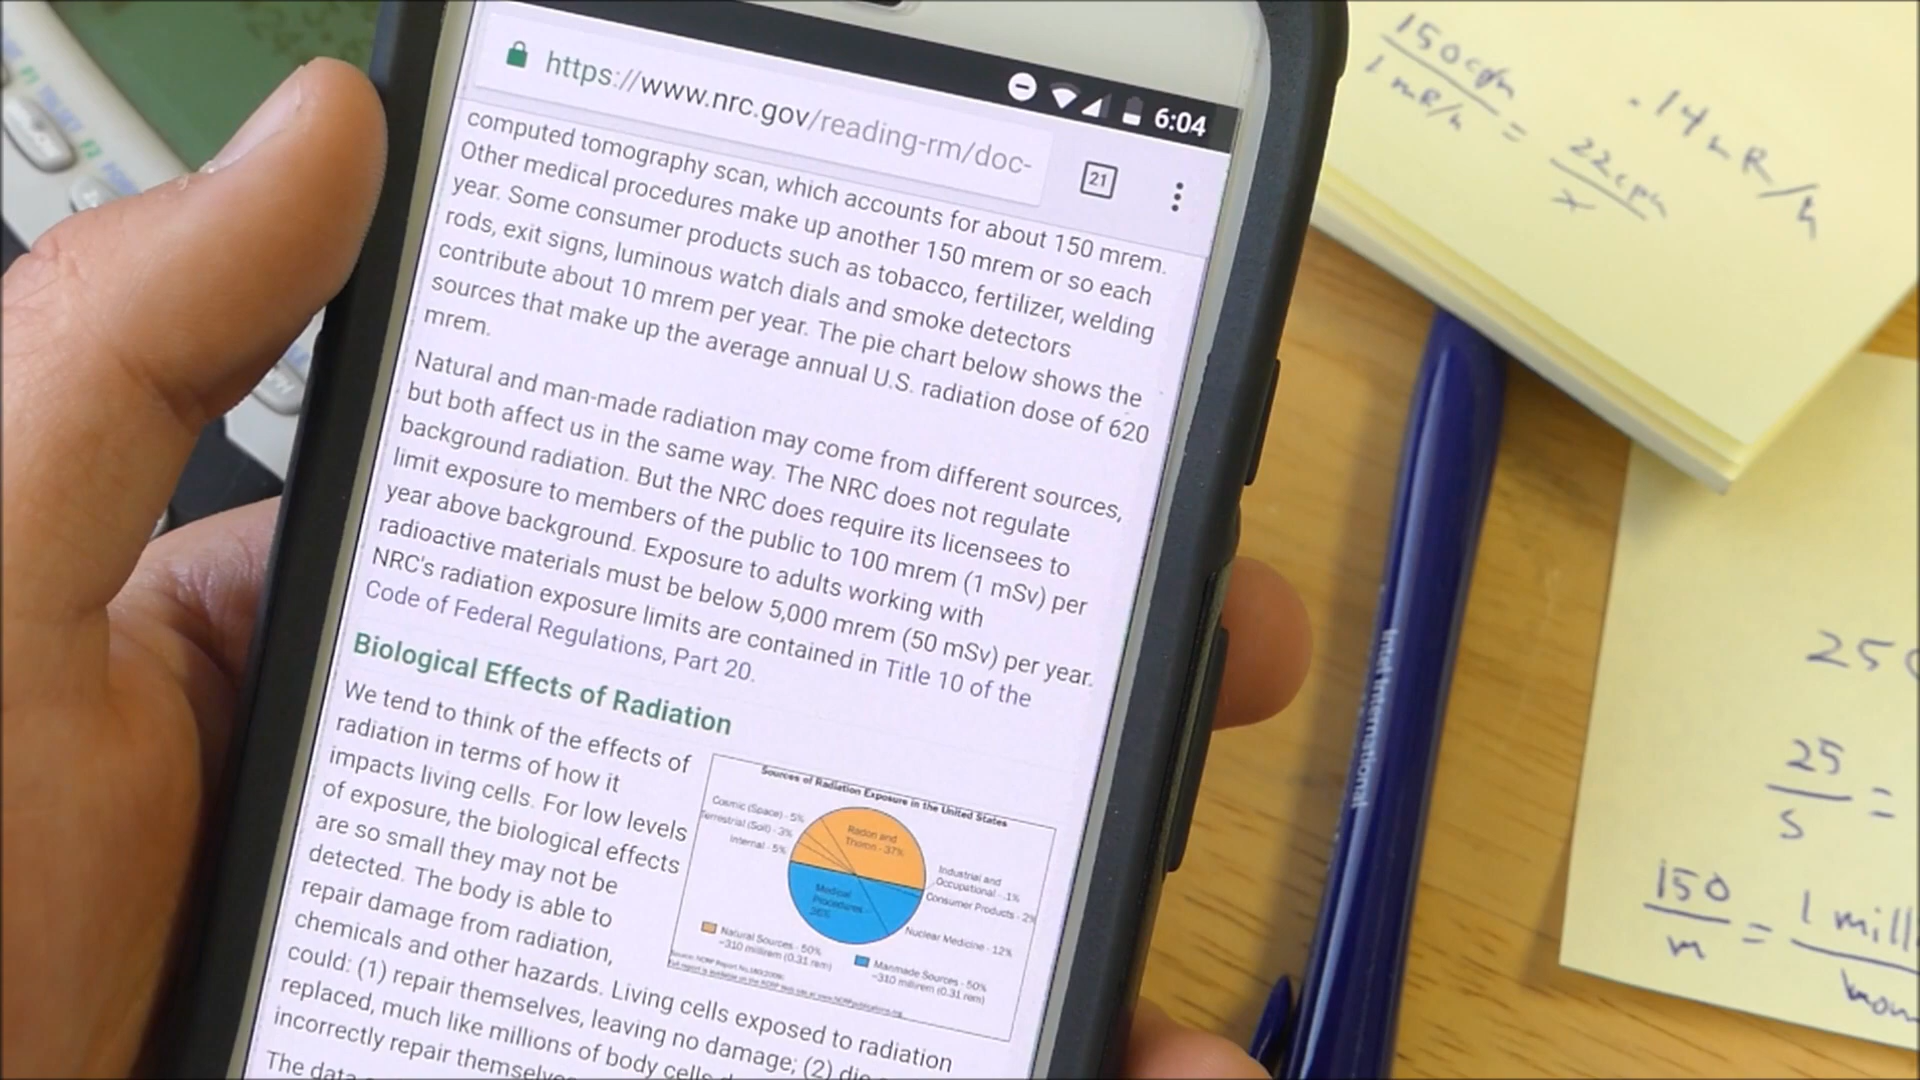 https://www.nrc.gov/reading-rm/doc-
21
6:04
computed tomography scan, which accounts for about 150 mrem.
Other medical procedures make up another 150 mrem or so each
year. Some consumer products such as tobacco, fertilizer, welding
rods, exit signs, luminous watch dials and smoke detectors
contribute about 10 mrem per year. The pie chart below shows the
sources that make up the average annual U.S. radiation dose of 620
mrem.
Natural and man-made radiation may come from different sources,
but both affect us in the same way. The NRC does not regulate
background radiation. But the NRC does require its licensees to
limit exposure to members of the public to 100 mrem (1 mSv) per
year above background. Exposure to adults working with
radioactive materials must be below 5,000 mrem (50 mSv) per year.
NRC's radiation exposure limits are contained in Title 10 of the
Code of Federal Regulations, Part 20.
Biological Effects of Radiation
We tend to think of the effects of
radiation in terms of how it
impacts living cells. For low levels
of exposure, the biological effects
are so small they may not be
detected. The body is able to
repair damage from radiation,
chemicals and other hazards. Living cells exposed to radiation
could: (1) repair themselves, leaving no damage; (2) die
replaced, much like millions of body cells
incorrectly repair themselve
The data
Sources of Radiation Exposure in the United States
Cosmic (Space) - 5%
Terrestrial (Soil) - 3%
Internal - 5%
Radon and
Thoron - 37%
Industrial and
Occupational - .1%
Consumer Products - 2%
Nuclear Medicine - 12%
Medical
Procedures -
36%
Natural Sources - 50%
~310 millirem (0.31 rem)
Manmade Sources - 50%
~310 millirem (0.31 rem)
150 cpm
1 mR/h
=
22 cpm
x
.14 mR/h
Intel International
25
25
s
=
150
m
=
1 mill